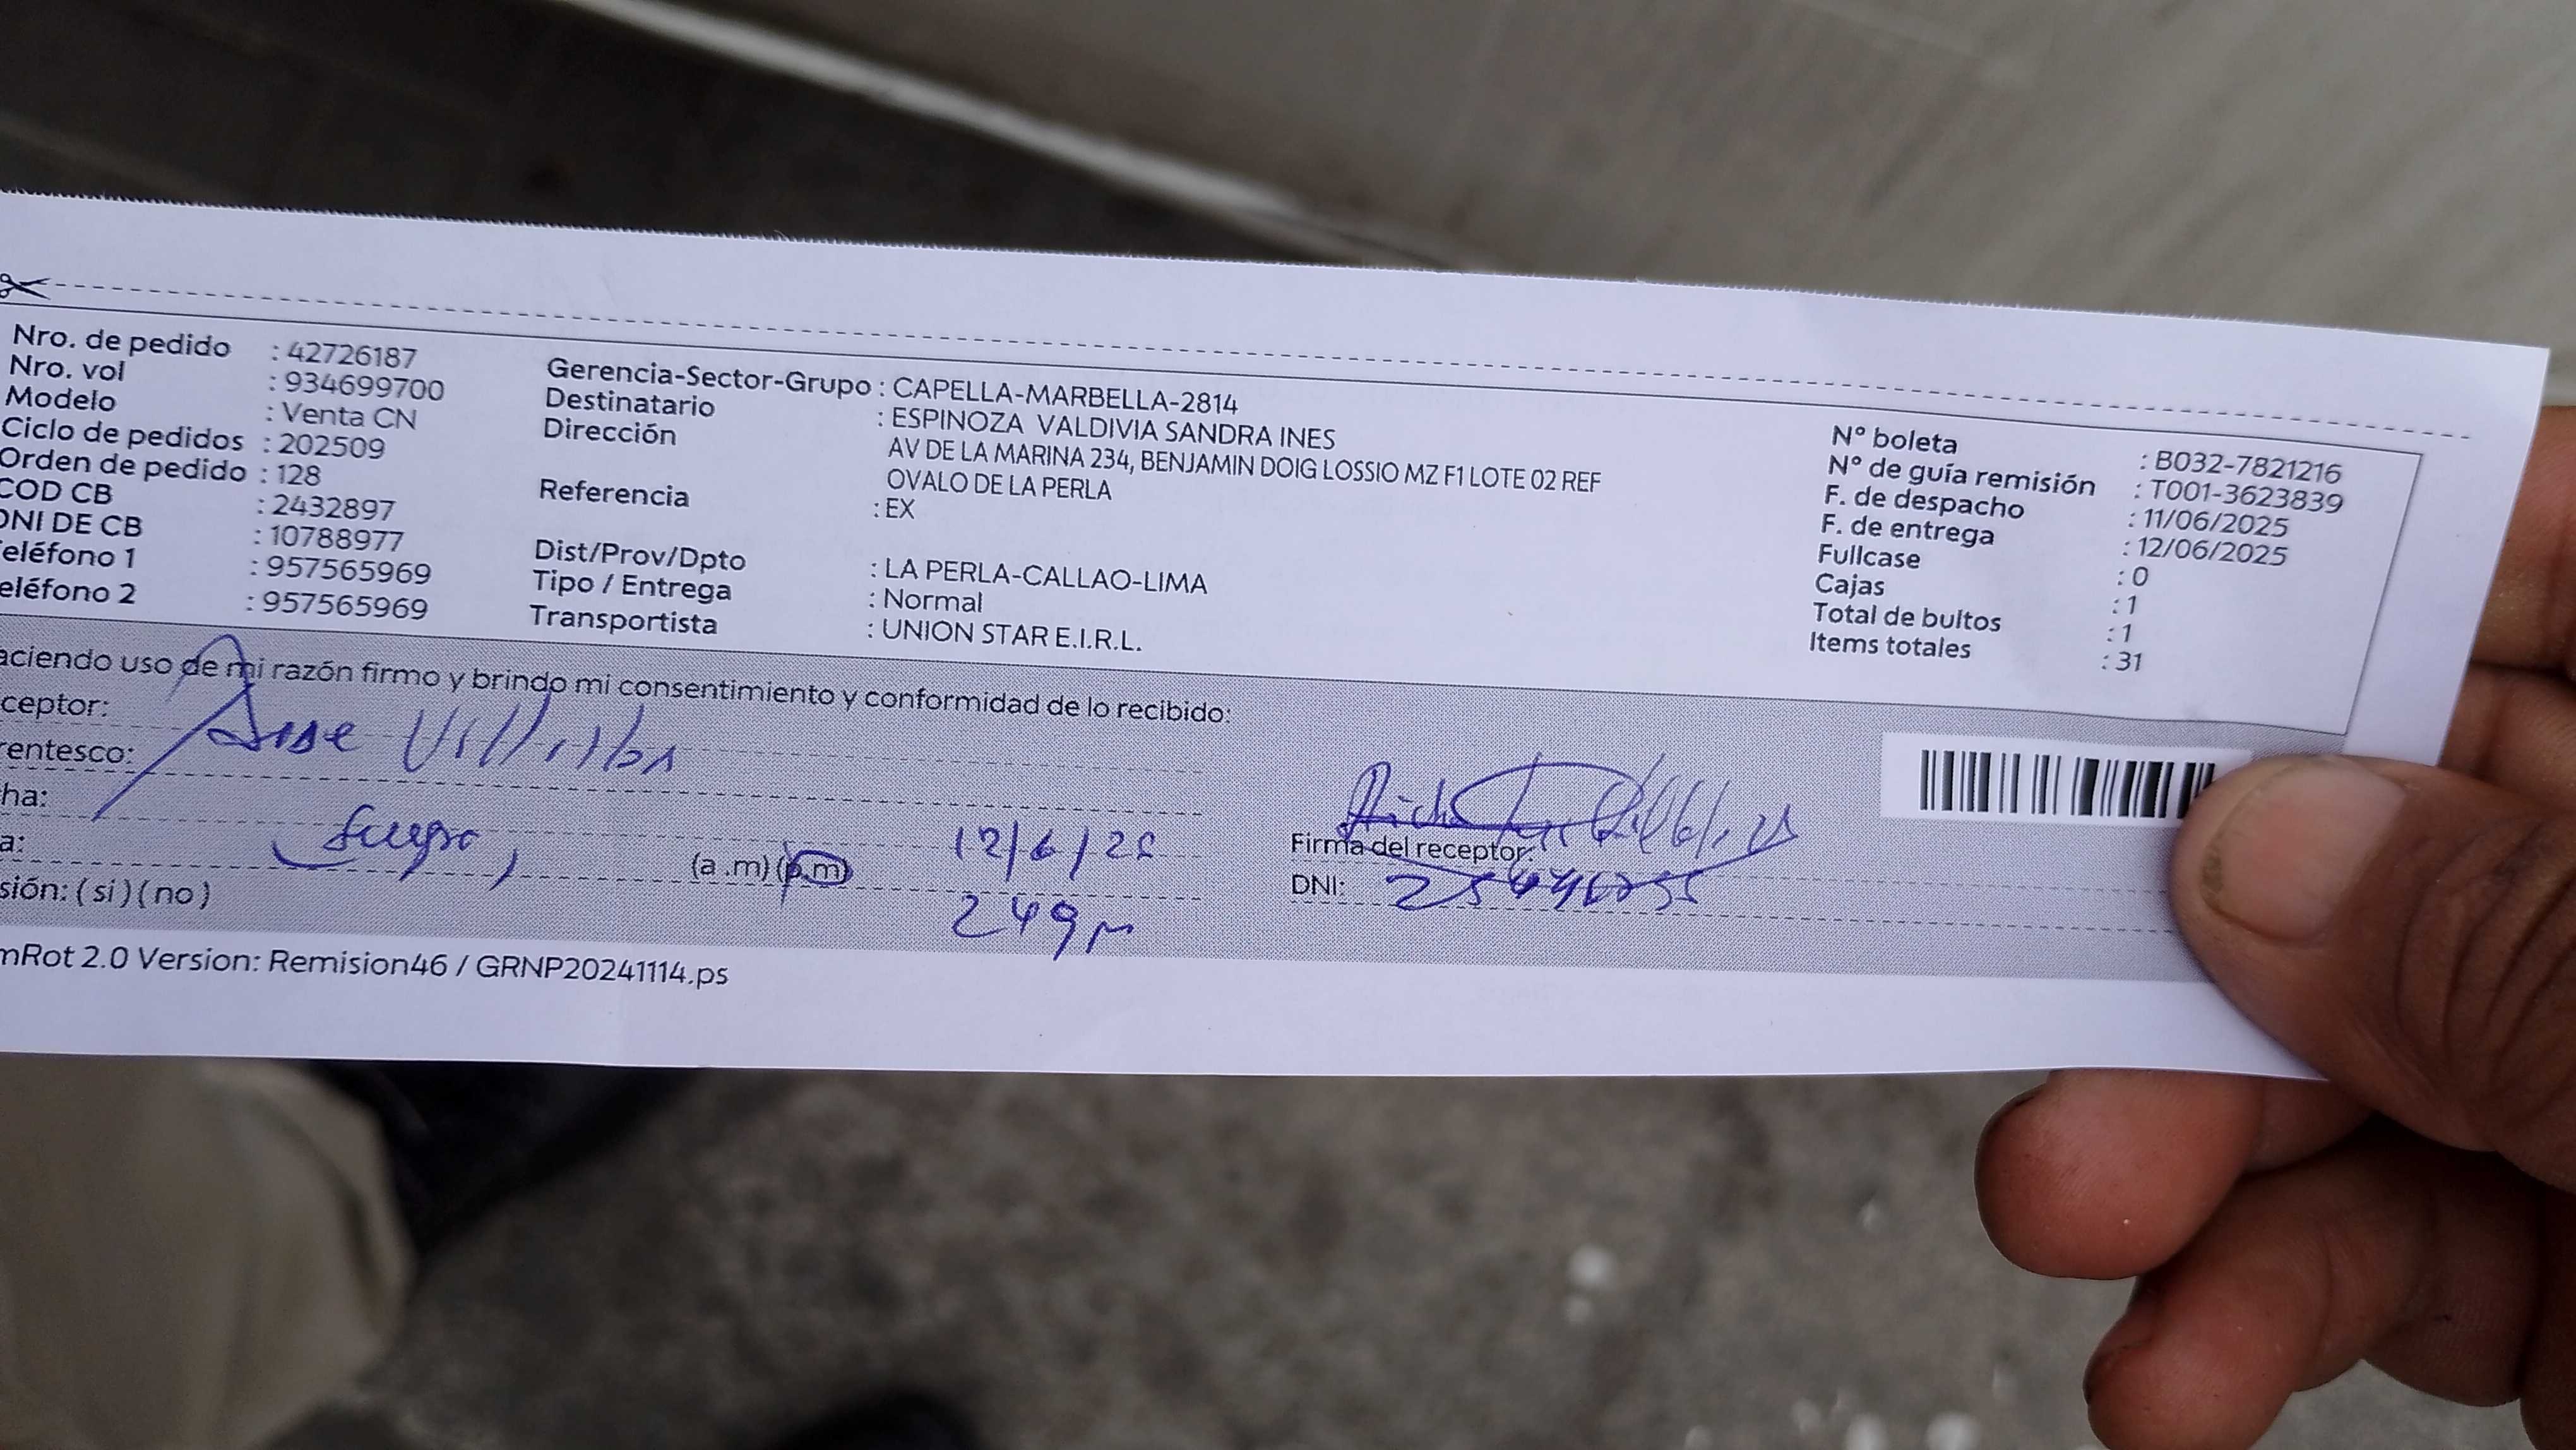 Nro. de pedido : 42726187
Nro. vol : 934699700
Modelo : Venta CN
Ciclo de pedidos : 202509
Orden de pedido : 128
COD CB : 2432897
DNI DE CB : 10788977
eléfono 1 : 957565969
eléfono 2 : 957565969
Gerencia-Sector-Grupo : CAPELLA-MARBELLA-2814
Destinatario : ESPINOZA VALDIVIA SANDRA INES
Dirección AV DE LA MARINA 234, BENJAMIN DOIG LOSSIO MZ F1 LOTE 02 REF
OVALO DE LA PERLA
Referencia : EX
Dist/Prov/Dpto : LA PERLA-CALLAO-LIMA
Tipo / Entrega : Normal
Transportista : UNION STAR E.I.R.L.
N° boleta : B032-7821216
N° de guía remisión : T001-3623839
F. de despacho : 11/06/2025
F. de entrega : 12/06/2025
Fullcase : 0
Cajas : 1
Total de bultos : 1
Items totales : 31
aciendo uso de mi razón firmo y brindo mi consentimiento y conformidad de lo recibido:
ceptor:
rentesco:
ha: suegro
a: (a.m) (p.m) 12/6/25
sión: ( si ) ( no ) 249
Firma del receptor:
DNI:
mRot 2.0 Version: Remision46 / GRNP20241114.ps